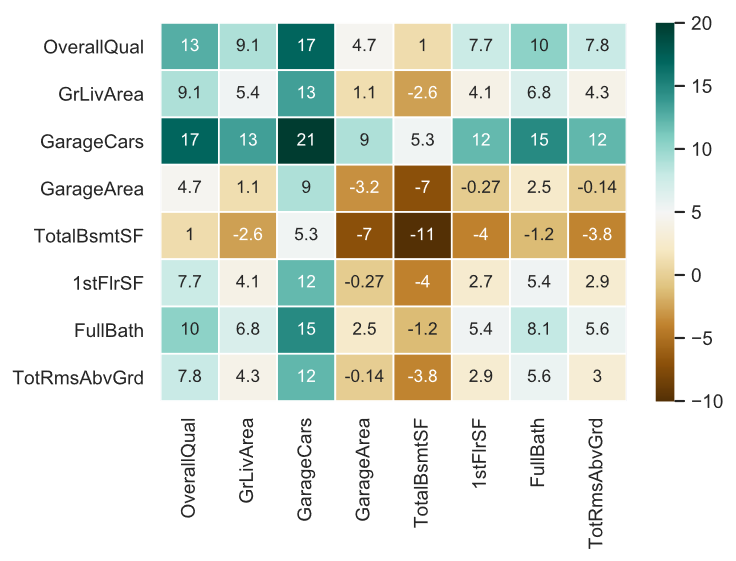 OverallQual 13 9.1 17 4.7 1 7.7 10 7.8
GrLivArea 9.1 5.4 13 1.1 -2.6 4.1 6.8 4.3
GarageCars 17 13 21 9 5.3 12 15 12
GarageArea 4.7 1.1 9 -3.2 -7 -0.27 2.5 -0.14
TotalBsmtSF 1 -2.6 5.3 -7 -11 -4 -1.2 -3.8
1stFlrSF 7.7 4.1 12 -0.27 -4 2.7 5.4 2.9
FullBath 10 6.8 15 2.5 -1.2 5.4 8.1 5.6
TotRmsAbvGrd 7.8 4.3 12 -0.14 -3.8 2.9 5.6 3
OverallQual
GrLivArea
GarageCars
GarageArea
TotalBsmtSF
1stFlrSF
FullBath
TotRmsAbvGrd
20
15
10
5
0
−5
−10